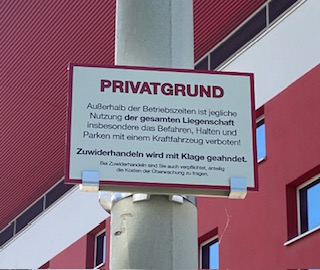 PRIVATGRUND
Außerhalb der Betriebszeiten ist jegliche
Nutzung der gesamten Liegenschaft
insbesondere das Befahren, Halten und
Parken mit einem Kraftfahrzeug verboten!
Zuwiderhandeln wird mit Klage geahndet.
Bei Zuwiderhandeln sind Sie auch verpflichtet, anteilig
die Kosten der Überwachung zu tragen.